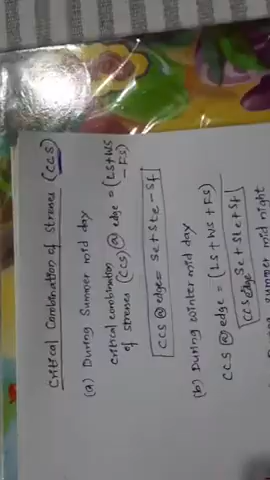 Critical Combination of Stresses (CCS)
(a) During Summer mid day
critical combination
of stresses (CCS) @ edge = (LS+WS
- FS)
CCS @ edge = Se + Ste - Sf
(b) During winter mid day
CCS @ edge = (LS + WS + FS)
CCS @ edge Se + Ste + Sf
summer mid night